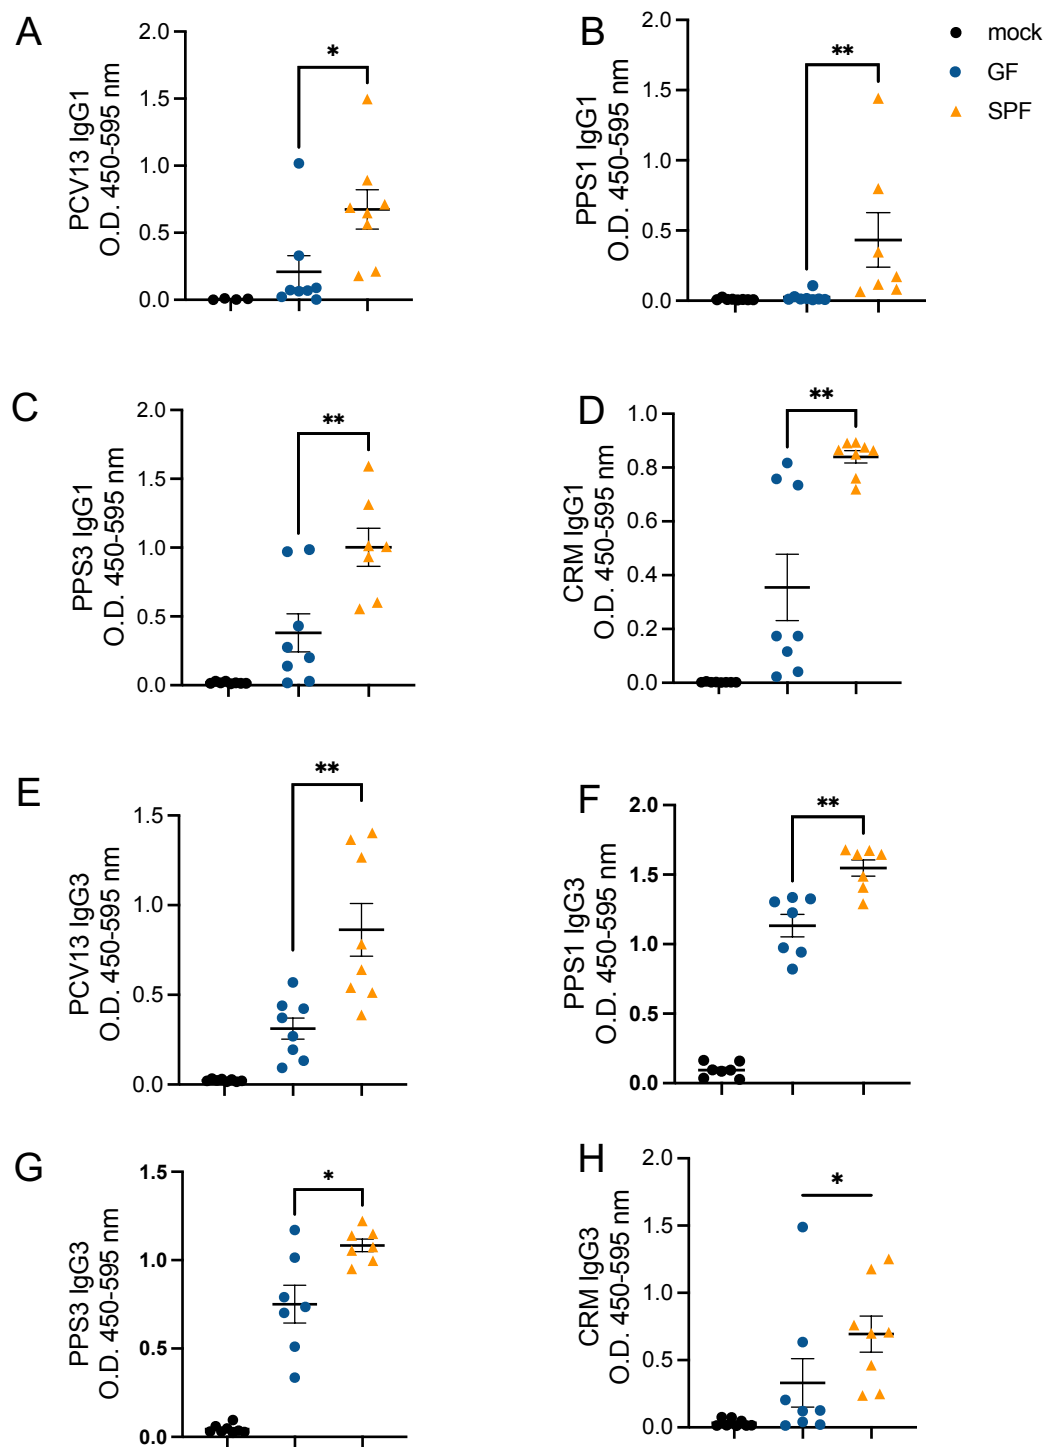 A
PCV13 IgG1
O.D. 450-595 nm
2.0
1.5
1.0
0.5
0.0
*
B
PPS1 IgG1
O.D. 450-595 nm
2.0
1.5
1.0
0.5
0.0
**
mock
GF
SPF
C
PPS3 IgG1
O.D. 450-595 nm
2.0
1.5
1.0
0.5
0.0
**
D
CRM IgG1
O.D. 450-595 nm
1.0
0.8
0.6
0.4
0.2
0.0
**
E
PCV13 IgG3
O.D. 450-595 nm
1.5
1.0
0.5
0.0
**
F
PPS1 IgG3
O.D. 450-595 nm
2.0
1.5
1.0
0.5
0.0
**
G
PPS3 IgG3
O.D. 450-595 nm
1.5
1.0
0.5
0.0
*
H
CRM IgG3
O.D. 450-595 nm
2.0
1.5
1.0
0.5
0.0
*